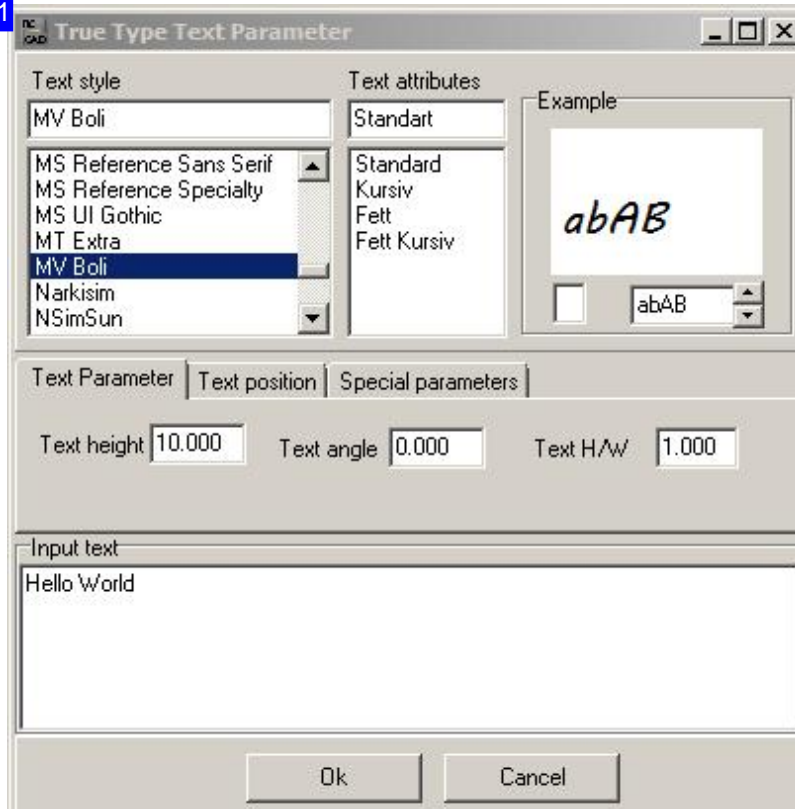 1
nc CAD True Type Text Parameter
Text style
Text attributes
Example
MV Boli
Standart
MS Reference Sans Serif
MS Reference Specialty
MS UI Gothic
MT Extra
MV Boli
Narkisim
NSimSun
Standard
Kursiv
Fett
Fett Kursiv
abAB
abAB
Text Parameter
Text position
Special parameters
Text height 10.000
Text angle 0.000
Text H/W 1.000
Input text
Hello World
Ok
Cancel